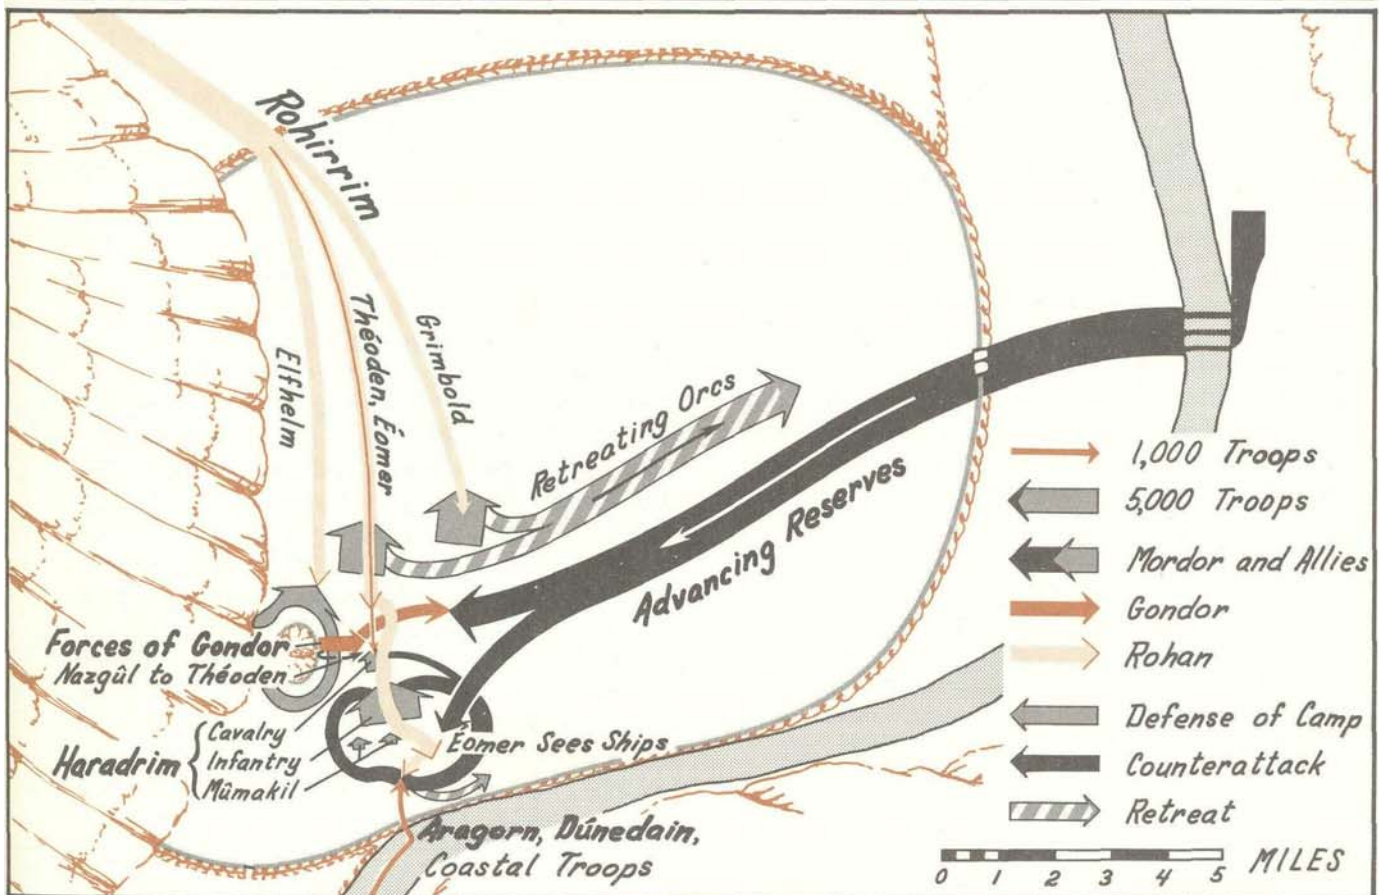 Rohirrim
Elfhelm
Théoden, Éomer
Grimbold
Retreating Orcs
Advancing Reserves
Forces of Gondor
Nazgûl to Théoden
Haradrim
Cavalry
Infantry
Mûmakil
Éomer Sees Ships
Aragorn, Dúnedain,
Coastal Troops
1,000 Troops
5,000 Troops
Mordor and Allies
Gondor
Rohan
Defense of Camp
Counterattack
Retreat
0 1 2 3 4 5 MILES